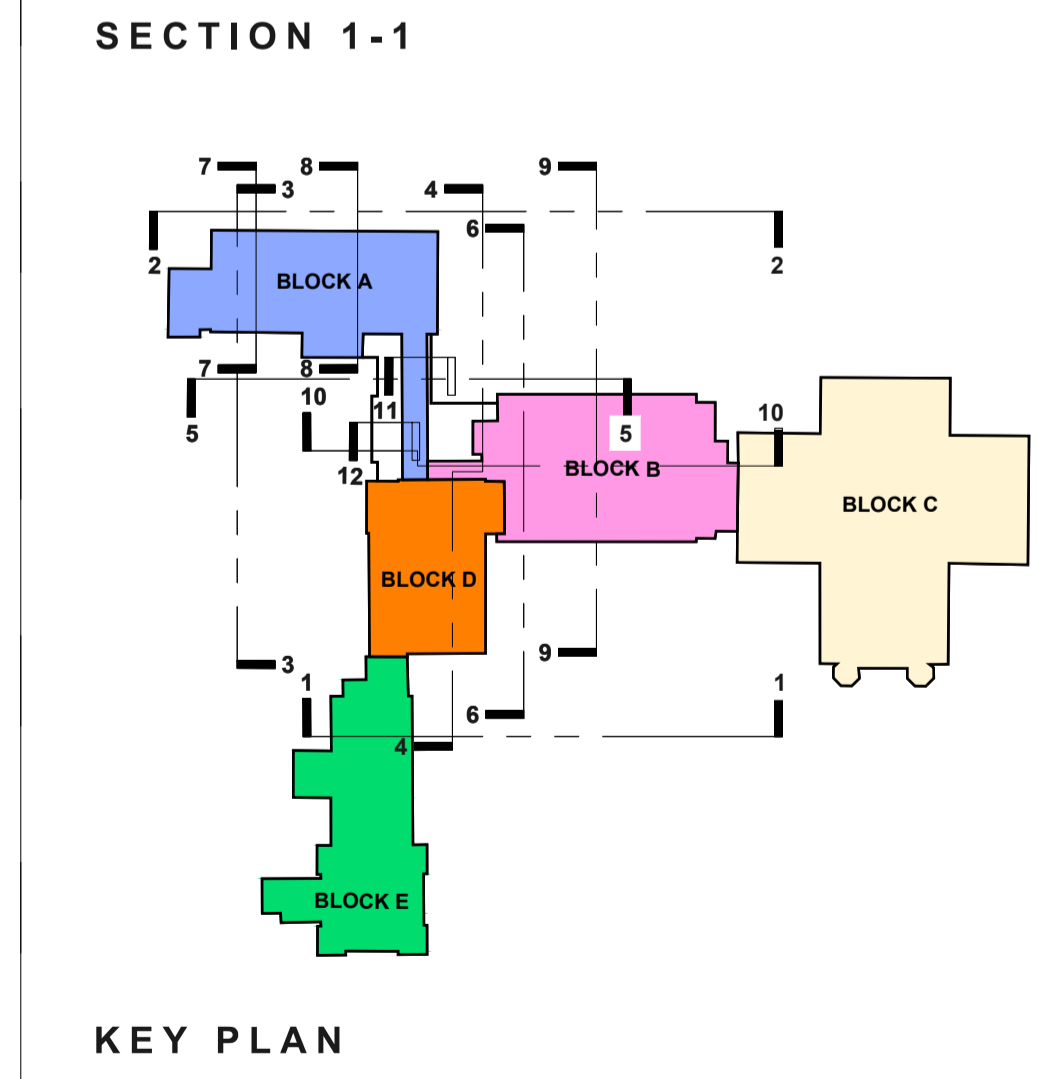 SECTION 1-1
7 8 9
3 4
6
2 2
BLOCK A
7 8
10
11 10
5 5
12 BLOCK B
BLOCK C
BLOCK D
9
3
1 1
6
4
BLOCK E
KEY PLAN